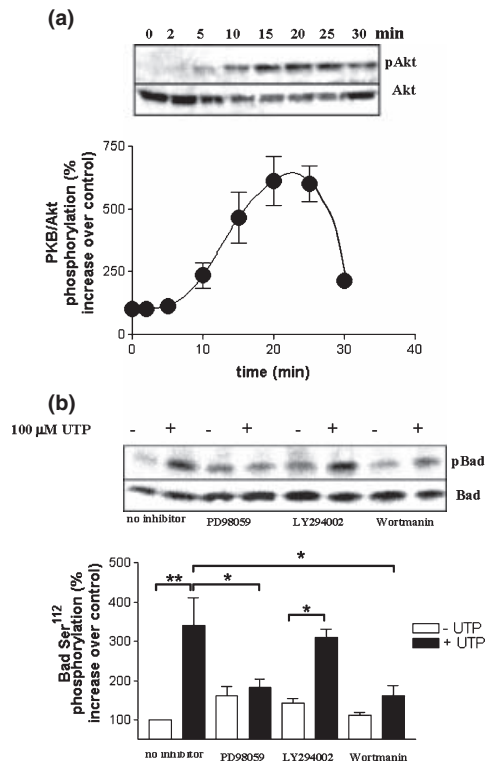 (a)
0 2 5 10 15 20 25 30 min
pAkt
Akt
PKB/Akt
phosphorylation (%
increase over control)
750
500
250
0
0 10 20 30 40
time (min)
(b)
100 µM UTP - + - + - + - +
pBad
Bad
no inhibitor PD98059 LY294002 Wortmanin
Bad Ser112
phosphorylation (%
increase over control)
500
400
300
200
100
** * * *
- UTP
+ UTP
no inhibitor PD98059 LY294002 Wortmanin